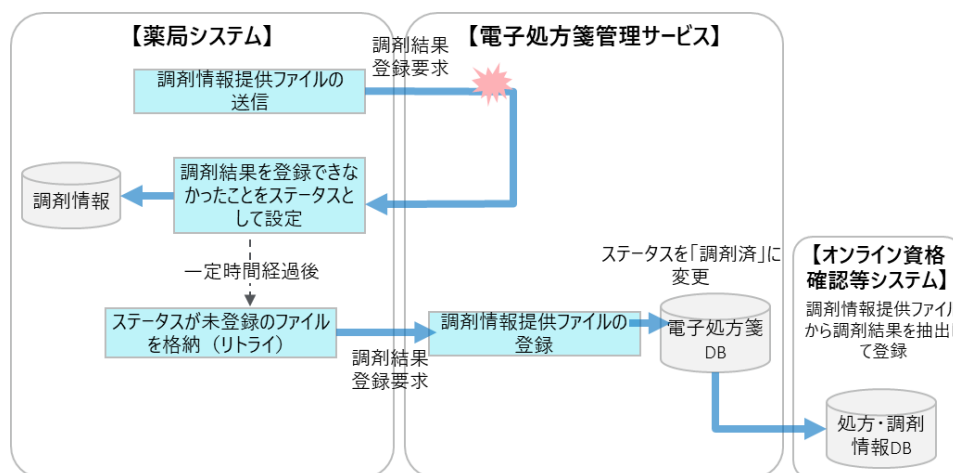 【薬局システム】
【電子処方箋管理サービス】
調剤結果
登録要求
調剤情報提供ファイルの
送信
調剤結果を登録できな
かったことをステータスと
して設定
調剤情報
一定時間経過後
ステータスが未登録のファイル
を格納（リトライ）
調剤結果
登録要求
調剤情報提供ファイルの
登録
ステータスを「調剤済」に
変更
電子処方箋
DB
【オンライン資格
確認等システム】
調剤情報提供ファイル
から調剤結果を抽出し
て登録
処方・調剤
情報DB